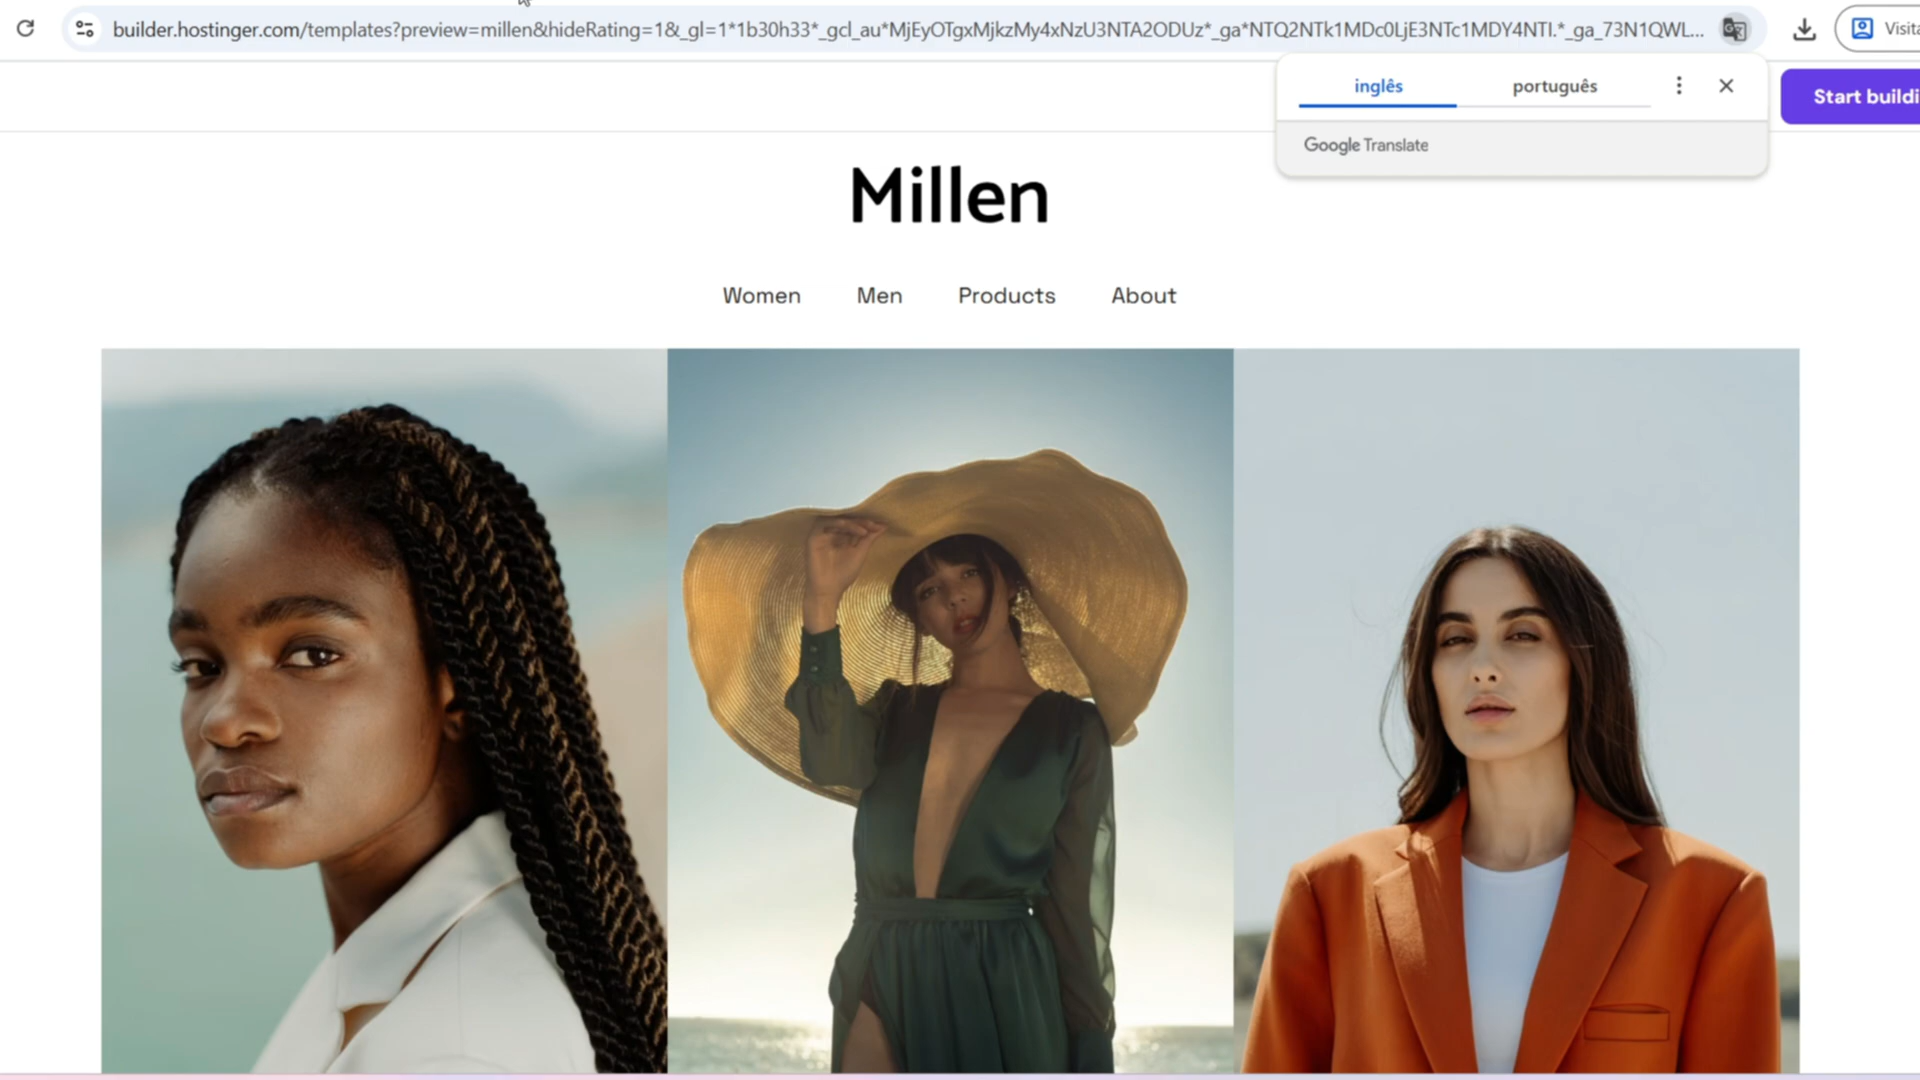 builder.hostinger.com/templates?preview=millen&hideRating=1&_gl=1*1b30h33*_gcl_au*MjEyOTgxMjkzMy4xNzU3NTA2ODUz*_ga*NTQ2NTk1MDc0LjE3NTc1MDY4NTI.*_ga_73N1QWL...
Visita
inglês
português
Start buildi
Google Translate
Millen
Women
Men
Products
About